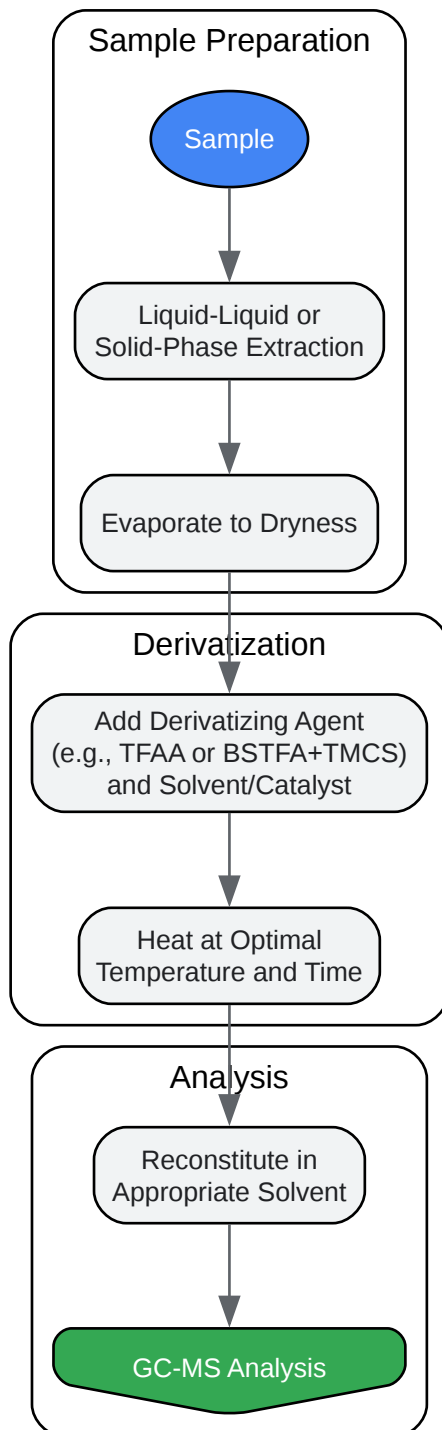 Sample Preparation
Sample
Liquid-Liquid or
Solid-Phase Extraction
Evaporate to Dryness
Derivatization
Add Derivatizing Agent
(e.g., TFAA or BSTFA+TMCS)
and Solvent/Catalyst
Heat at Optimal
Temperature and Time
Analysis
Reconstitute in
Appropriate Solvent
GC-MS Analysis